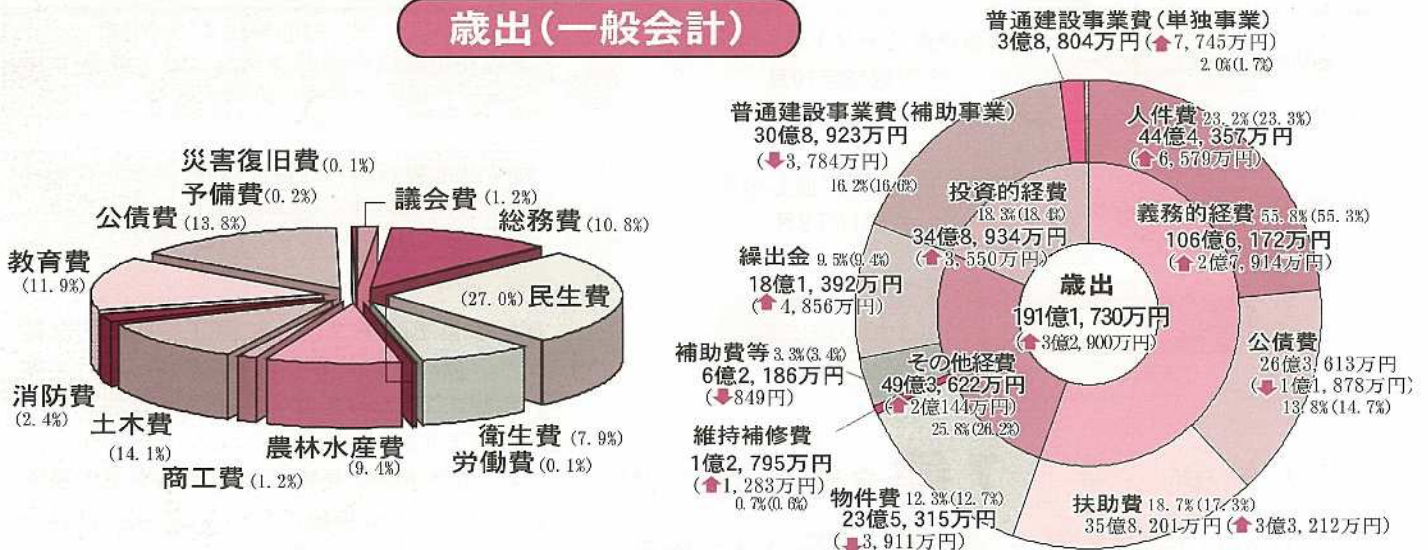 歳出(一般会計)
災害復旧費(0.1%)
予備費(0.2%)
公債費(13.8%)
議会費(1.2%)
総務費(10.8%)
教育費
(11.9%)
(27.0%)民生費
消防費
(2.4%)
土木費
(14.1%)
商工費(1.2%)
農林水産費
(9.4%)
衛生費(7.9%)
労働費(0.1%)
普通建設事業費(単独事業)
3億8,804万円(⬆7,745万円)
2.0%(1.7%)
普通建設事業費(補助事業)
30億8,923万円
(⬇3,784万円)
16.2%(16.6%)
人件費 23.2%(23.3%)
44億4,357万円
(⬆6,579万円)
投資的経費
18.3%(18.4%)
34億8,934万円
(⬆3,550万円)
義務的経費 55.8%(55.3%)
106億6,172万円
(⬆2億7,914万円)
繰出金 9.5%(9.4%)
18億1,392万円
(⬆4,856万円)
歳出
191億1,730万円
(⬆3億2,900万円)
補助費等 3.3%(3.4%)
6億2,186万円
(⬇849円)
その他経費
49億3,622万円
(⬆2億144万円)
25.8%(26.2%)
公債費
26億3,613万円
(⬇1億1,878万円)
13.8%(14.7%)
維持補修費
1億2,795万円
(⬆1,283万円)
0.7%(0.6%)
物件費 12.3%(12.7%)
23億5,315万円
(⬇3,911万円)
扶助費 18.7%(17.3%)
35億8,201万円(⬆3億3,212万円)